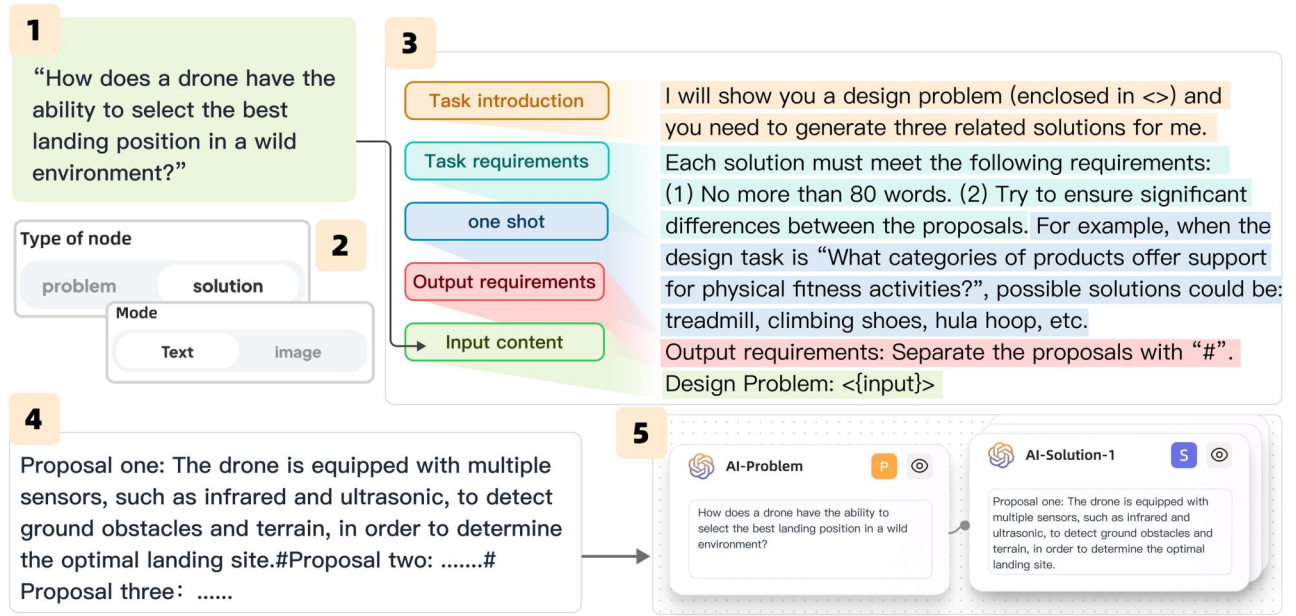 1
“How does a drone have the
ability to select the best
landing position in a wild
environment?”
2
Type of node
problem
solution
Mode
Text
image
3
Task introduction
Task requirements
one shot
Output requirements
Input content
I will show you a design problem (enclosed in <>) and
you need to generate three related solutions for me.
Each solution must meet the following requirements:
(1) No more than 80 words. (2) Try to ensure significant
differences between the proposals. For example, when the
design task is “What categories of products offer support
for physical fitness activities?”, possible solutions could be:
treadmill, climbing shoes, hula hoop, etc.
Output requirements: Separate the proposals with “#”.
Design Problem: <{input}>
4
Proposal one: The drone is equipped with multiple
sensors, such as infrared and ultrasonic, to detect
ground obstacles and terrain, in order to determine
the optimal landing site.#Proposal two: .......#
Proposal three： ......
5
AI-Problem
P
How does a drone have the ability to
select the best landing position in a wild
environment?
AI-Solution-1
S
Proposal one: The drone is equipped with
multiple sensors, such as infrared and
ultrasonic, to detect ground obstacles and
terrain, in order to determine the optimal
landing site.